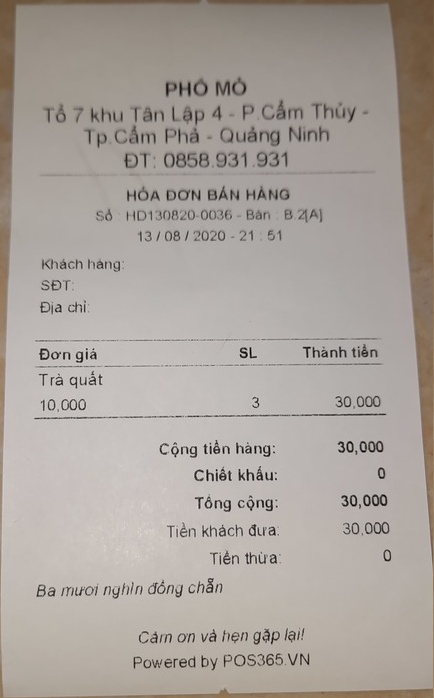 PHỐ MỎ
Tổ 7 khu Tân Lập 4 - P.Cẩm Thủy -
Tp.Cẩm Phả - Quảng Ninh
ĐT: 0858.931.931
HÓA ĐƠN BÁN HÀNG
Số : HD130820-0036 - Bàn : B.2[A]
13 / 08 / 2020 - 21 : 51
Khách hàng:
SĐT:
Địa chỉ:
Đơn giá SL Thành tiền
Trà quất
10,000 3 30,000
Cộng tiền hàng: 30,000
Chiết khấu: 0
Tổng cộng: 30,000
Tiền khách đưa: 30,000
Tiền thừa: 0
Ba mươi nghìn đồng chẵn
Cảm ơn và hẹn gặp lại!
Powered by POS365.VN